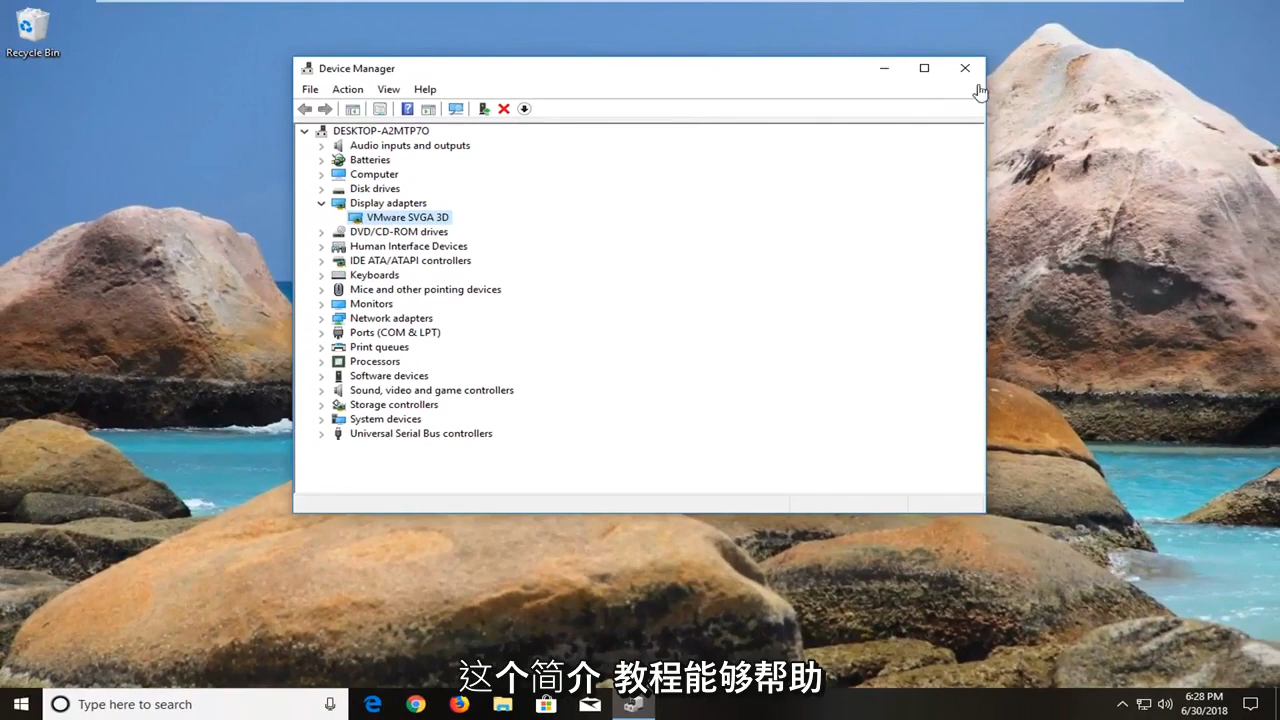 Recycle Bin
Device Manager
File Action View Help
DESKTOP-A2MTP7O
Audio inputs and outputs
Batteries
Computer
Disk drives
Display adapters
VMware SVGA 3D
DVD/CD-ROM drives
Human Interface Devices
IDE ATA/ATAPI controllers
Keyboards
Mice and other pointing devices
Monitors
Network adapters
Ports (COM & LPT)
Print queues
Processors
Software devices
Sound, video and game controllers
Storage controllers
System devices
Universal Serial Bus controllers
这个简介 教程能够帮助
Type here to search
6:28 PM
6/30/2018